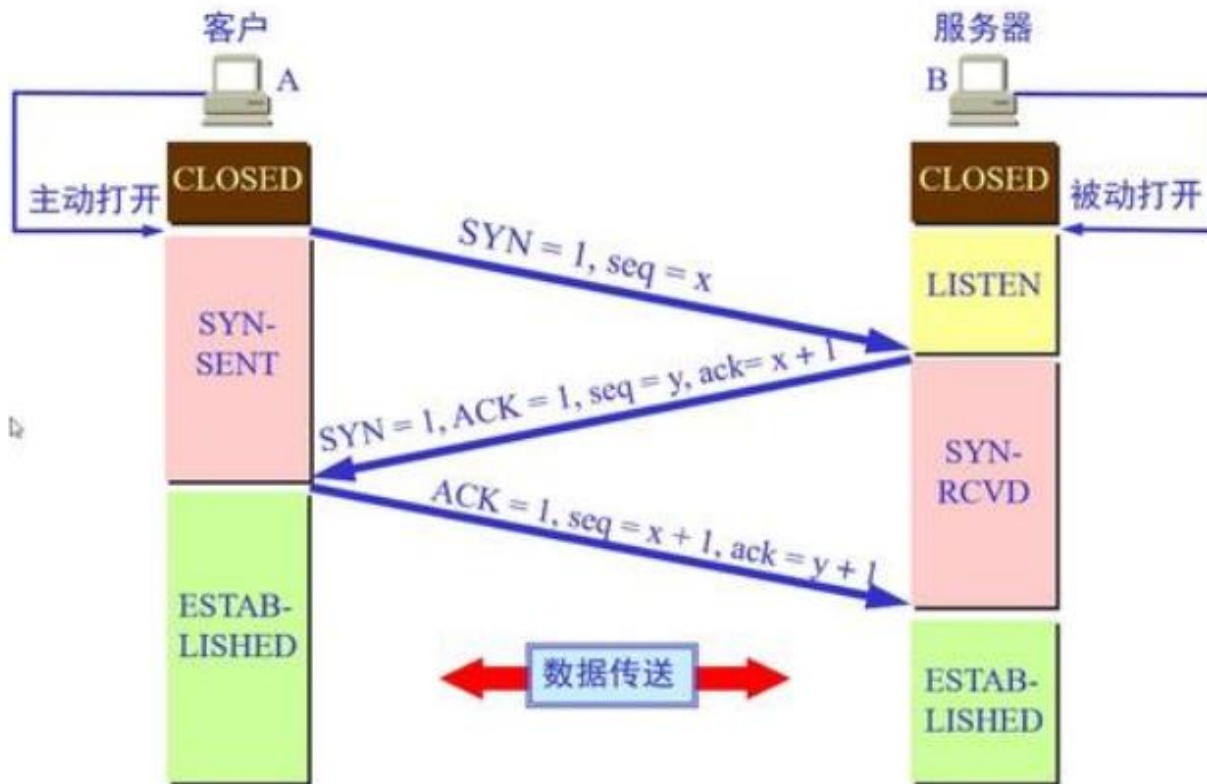 客户
服务器
A
B
CLOSED
CLOSED
主动打开
被动打开
SYN = 1, seq = x
LISTEN
SYN-
SENT
SYN = 1, ACK = 1, seq = y, ack= x + 1
SYN-
RCVD
ACK = 1, seq = x + 1, ack = y + 1
ESTAB-
LISHED
数据传送
ESTAB-
LISHED